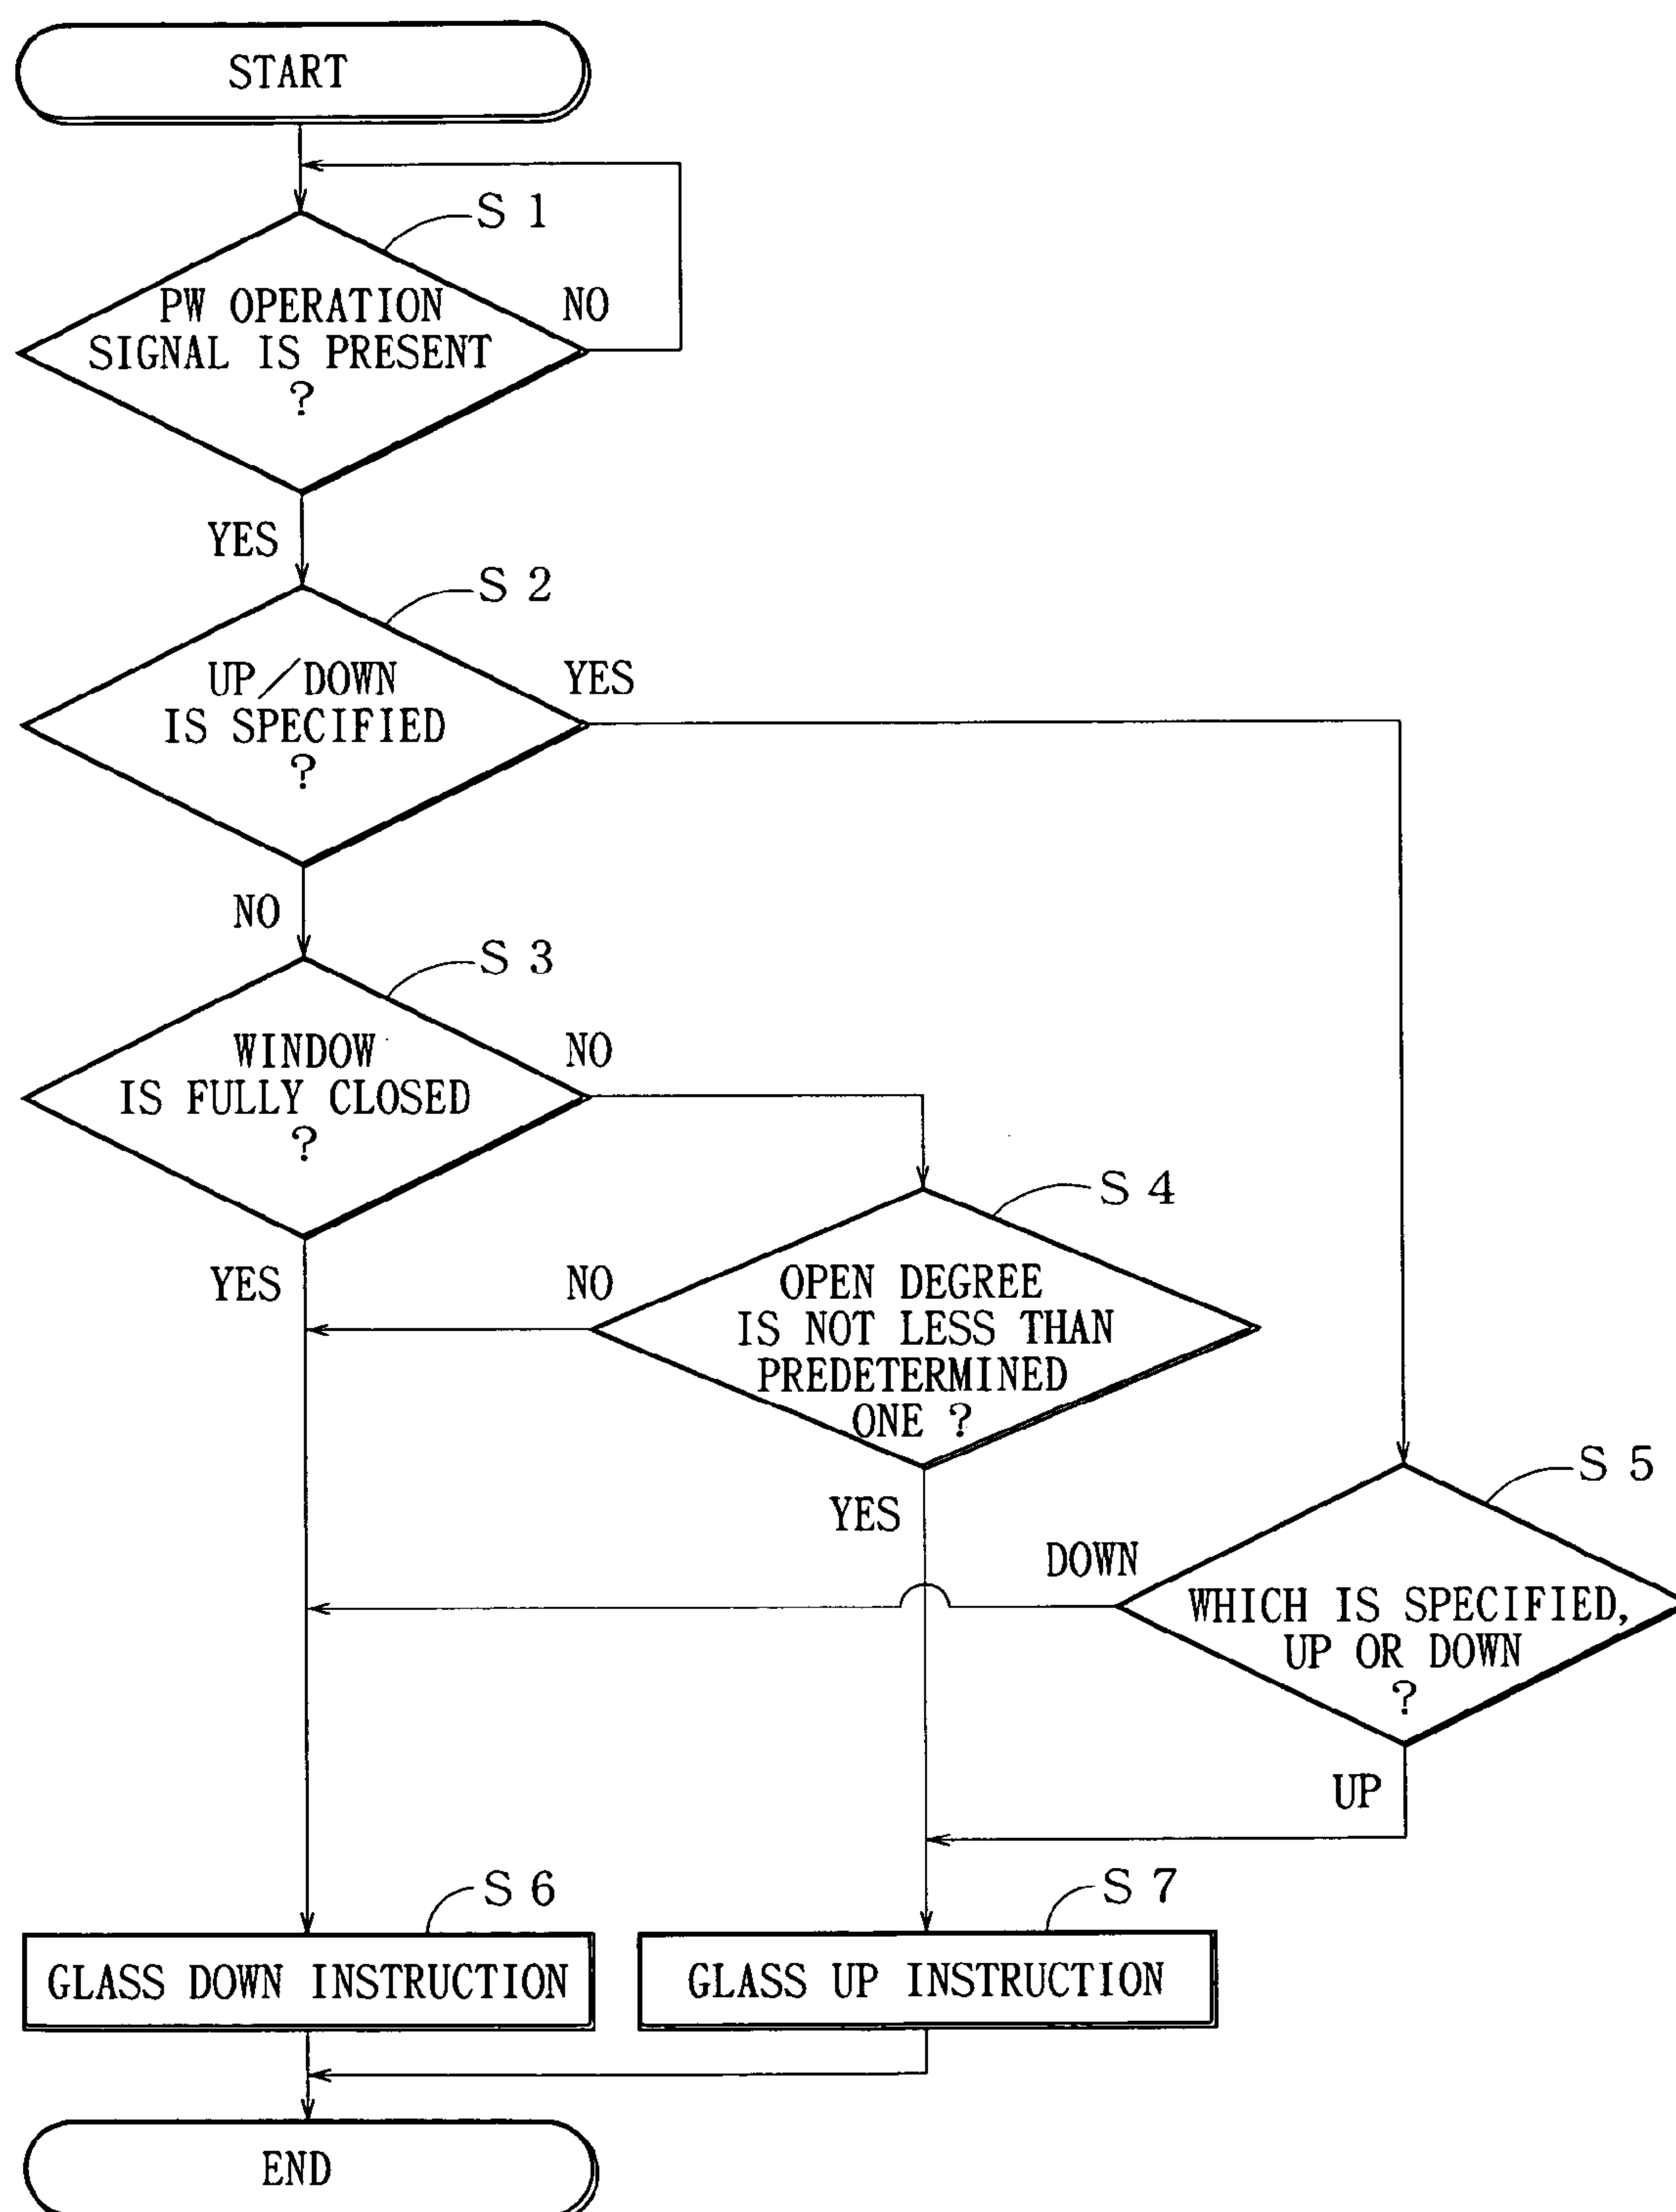 START
S 1
PW OPERATION
NO
SIGNAL IS PRESENT
?
YES
S 2
UP/DOWN
YES
IS SPECIFIED
?
NO
S 3
WINDOW
NO
IS FULLY CLOSED
?
S 4
YES
NO
OPEN DEGREE
IS NOT LESS THAN
PREDETERMINED
ONE ?
S 5
YES
DOWN
WHICH IS SPECIFIED,
UP OR DOWN
?
UP
S 6
S 7
GLASS DOWN INSTRUCTION
GLASS UP INSTRUCTION
END